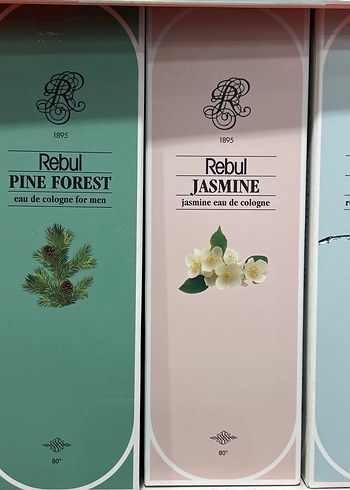 R
1895
Rebul
PINE FOREST
eau de cologne for men
80°
R
1895
Rebul
JASMINE
jasmine eau de cologne
80°